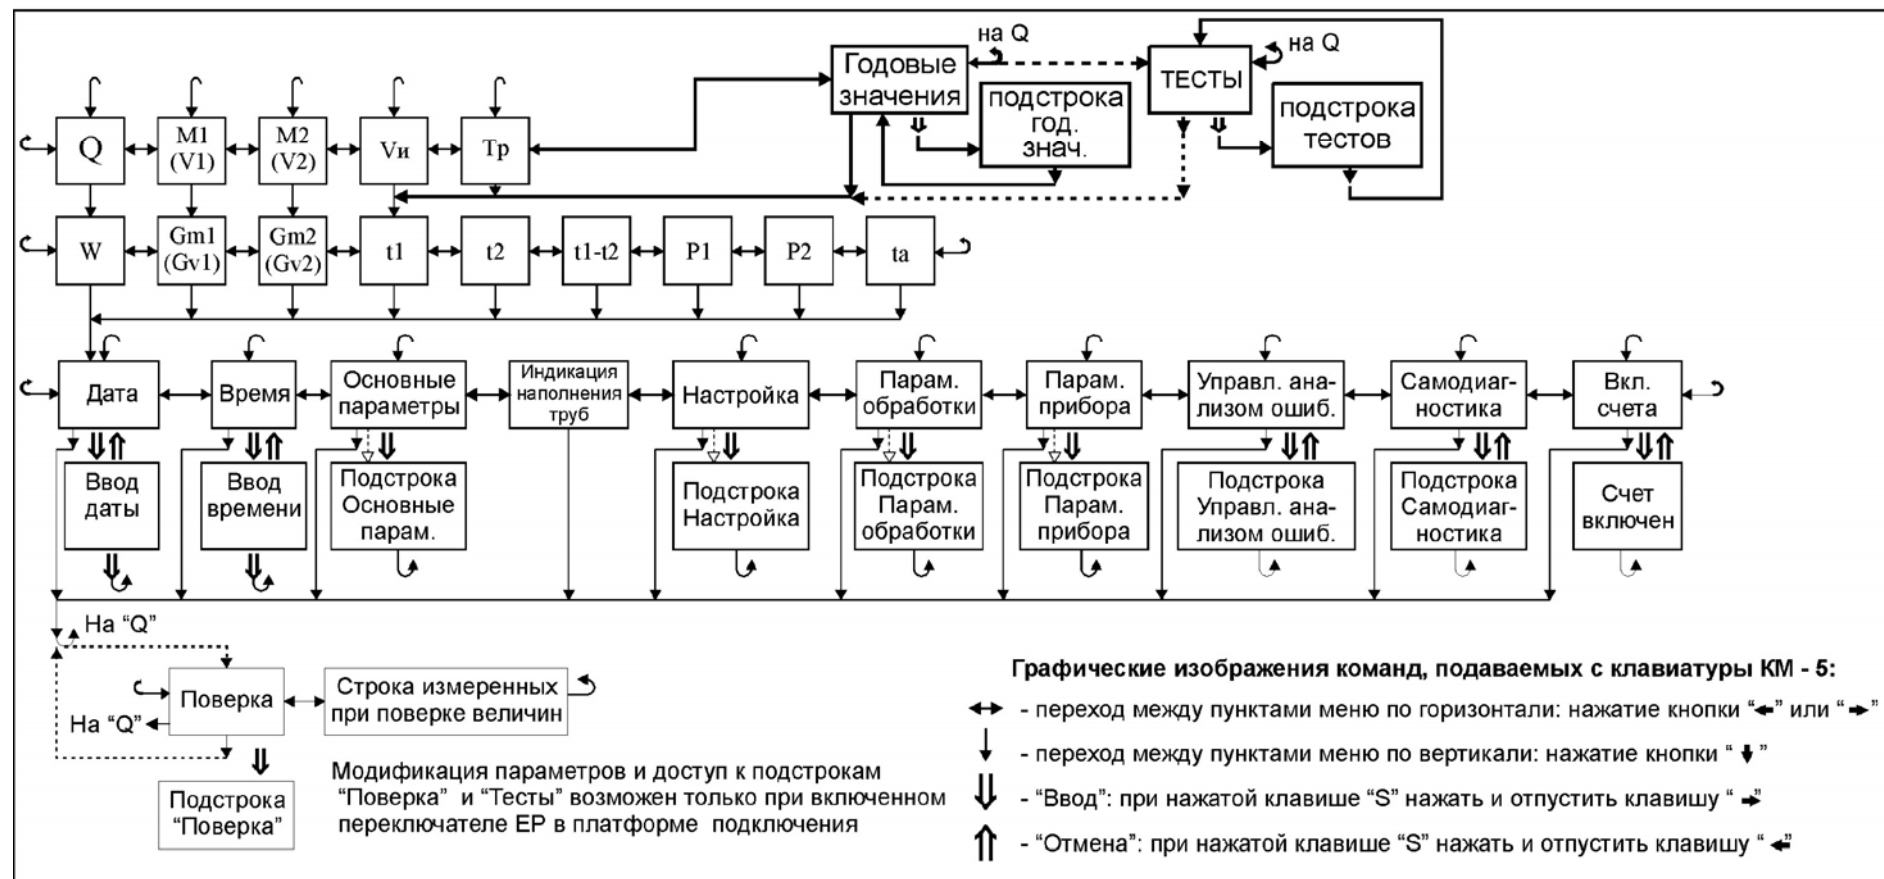 на Q
на Q
Годовые
значения
ТЕСТЫ
подстрока
год.
знач.
подстрока
тестов
Q
M1
(V1)
M2
(V2)
Vи
Тр
W
Gm1
(Gv1)
Gm2
(Gv2)
t1
t2
t1-t2
P1
P2
ta
Дата
Время
Основные
параметры
Индикация
наполнения
труб
Настройка
Парам.
обработки
Парам.
прибора
Управл. ана-
лизом ошиб.
Самодиаг-
ностика
Вкл.
счета
Ввод
даты
Ввод
времени
Подстрока
Основные
парам.
Подстрока
Настройка
Подстрока
Парам.
обработки
Подстрока
Парам.
прибора
Подстрока
Управл. ана-
лизом ошиб.
Подстрока
Самодиаг-
ностика
Счет
включен
На “Q”
Поверка
Строка измеренных
при поверке величин
На “Q”
Подстрока
“Поверка”
Модификация параметров и доступ к подстрокам
“Поверка” и “Тесты” возможен только при включенном
переключателе ЕР в платформе подключения
Графические изображения команд, подаваемых с клавиатуры КМ - 5:
- переход между пунктами меню по горизонтали: нажатие кнопки “←” или “→”
- переход между пунктами меню по вертикали: нажатие кнопки “↓”
- “Ввод”: при нажатой клавише “S” нажать и отпустить клавишу “→”
- “Отмена”: при нажатой клавише “S” нажать и отпустить клавишу “←”